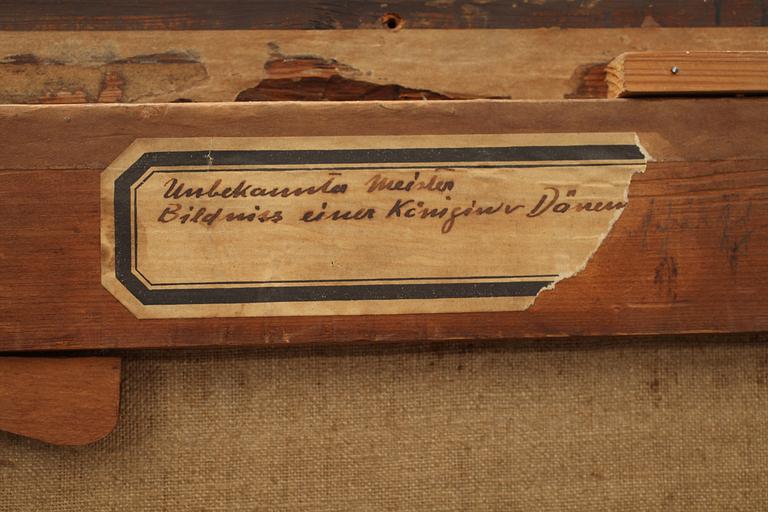 Unbekannter Meister
Bildniss einer Königin v Dänem